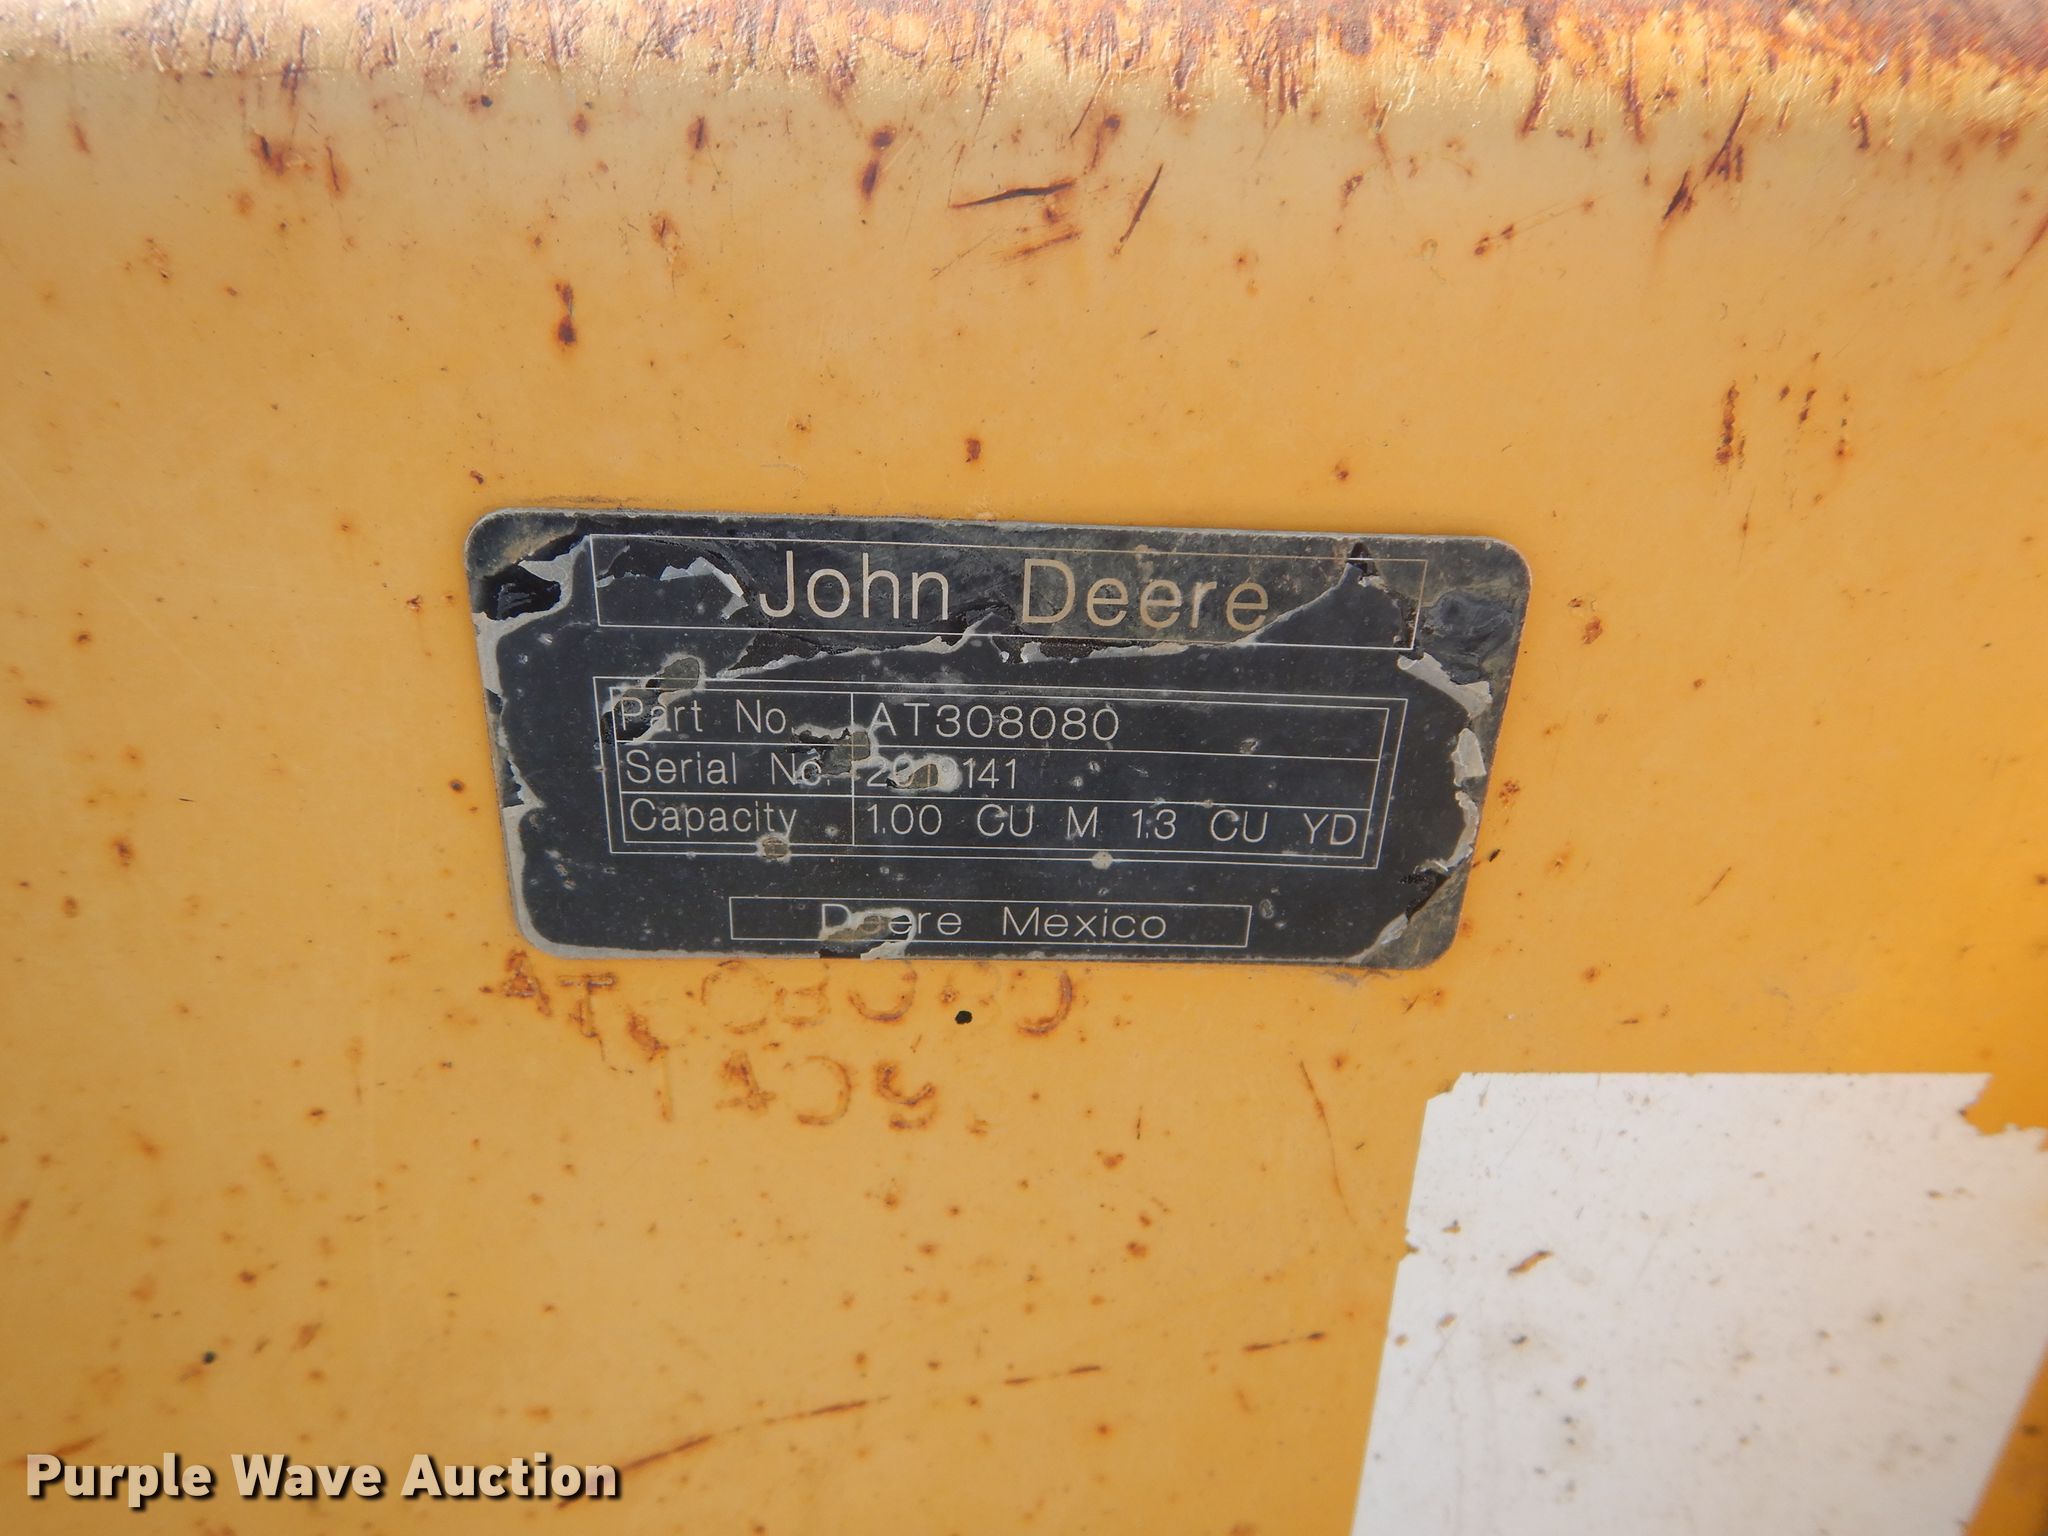 John Deere
Part No. AT308080
Serial No.
Capacity 1.00 CU M 1.3 CU YD
Deere Mexico
Purple Wave Auction